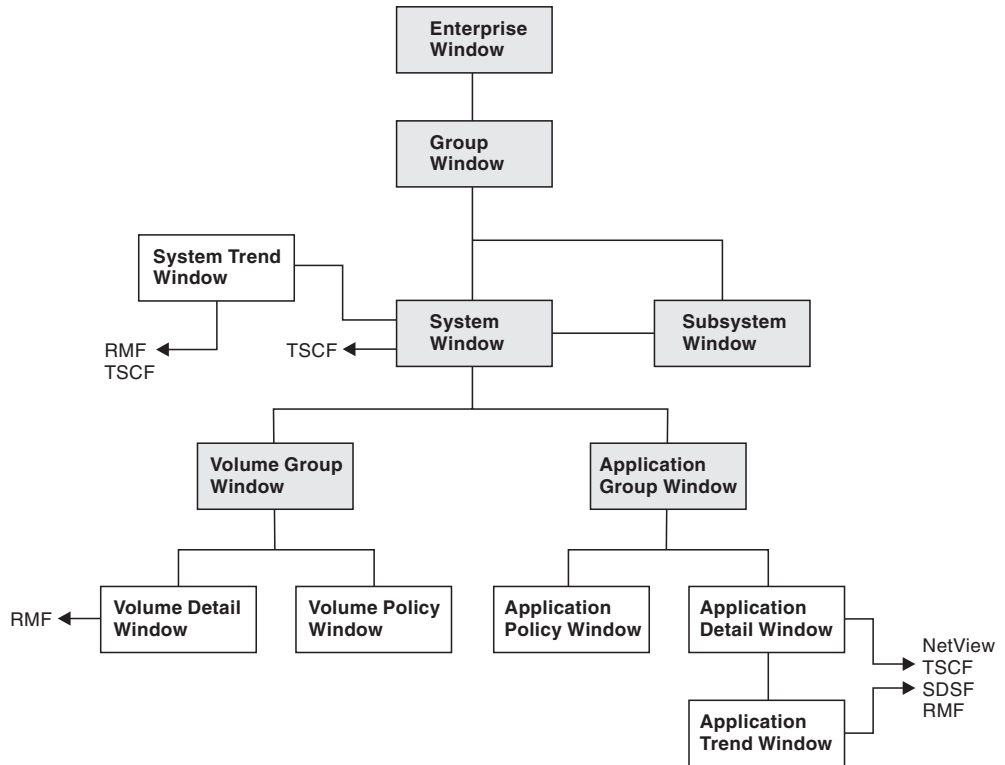 Enterprise
Window
Group
Window
System Trend
Window
System
Window
Subsystem
Window
RMF
TSCF
TSCF
Volume Group
Window
Application
Group Window
RMF
Volume Detail
Window
Volume Policy
Window
Application
Policy Window
Application
Detail Window
NetView
TSCF
SDSF
RMF
Application
Trend Window